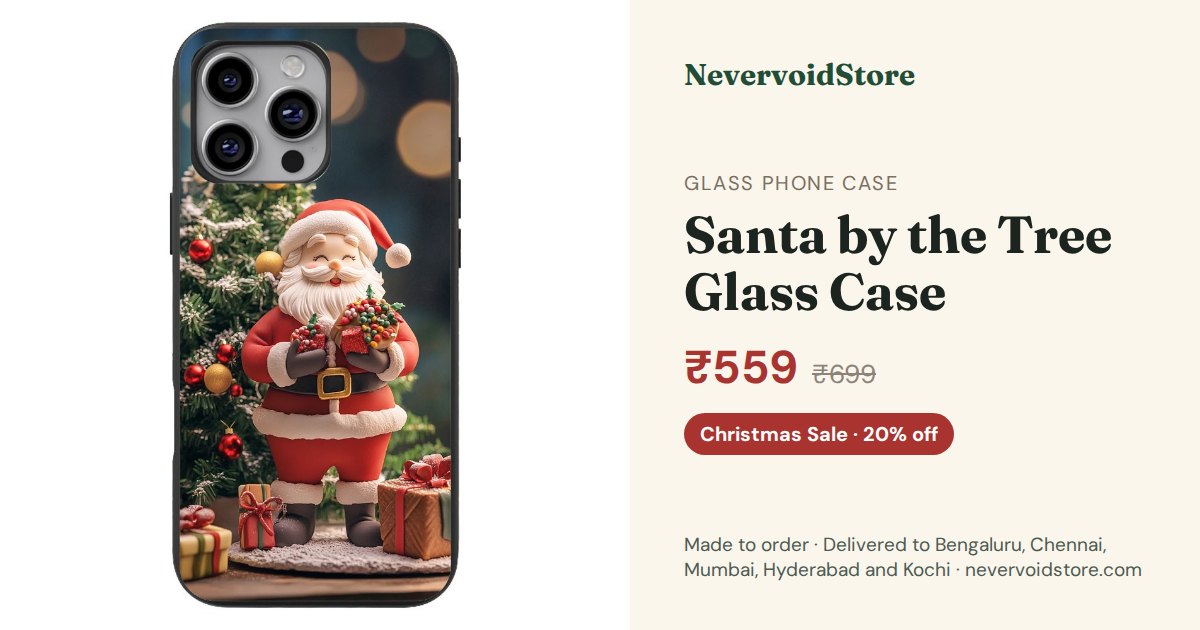 NevervoidStore
GLASS PHONE CASE
Santa by the Tree
Glass Case
₹559 ₹699
Christmas Sale · 20% off
Made to order · Delivered to Bengaluru, Chennai,
Mumbai, Hyderabad and Kochi · nevervoidstore.com